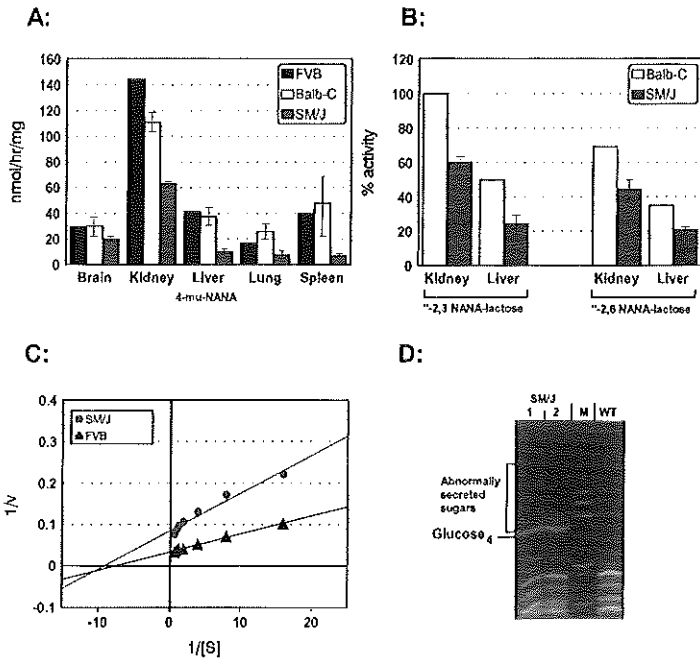 A:
160
140
120
100
80
60
40
20
0
nmol/hr/mg
FVB
Balb-C
SM/J
Brain Kidney Liver Lung Spleen
4-mu-NANA
B:
120
100
80
60
40
20
0
% activity
Balb-C
SM/J
Kidney Liver Kidney Liver
"-2,3 NANA-lactose "-2,6 NANA-lactose
C:
0.4
0.3
0.2
0.1
0
-0.1
1/v
SM/J
FVB
-10 0 10 20
1/[S]
D:
SM/J
1 2 M WT
Abnormally
secreted
sugars
Glucose4